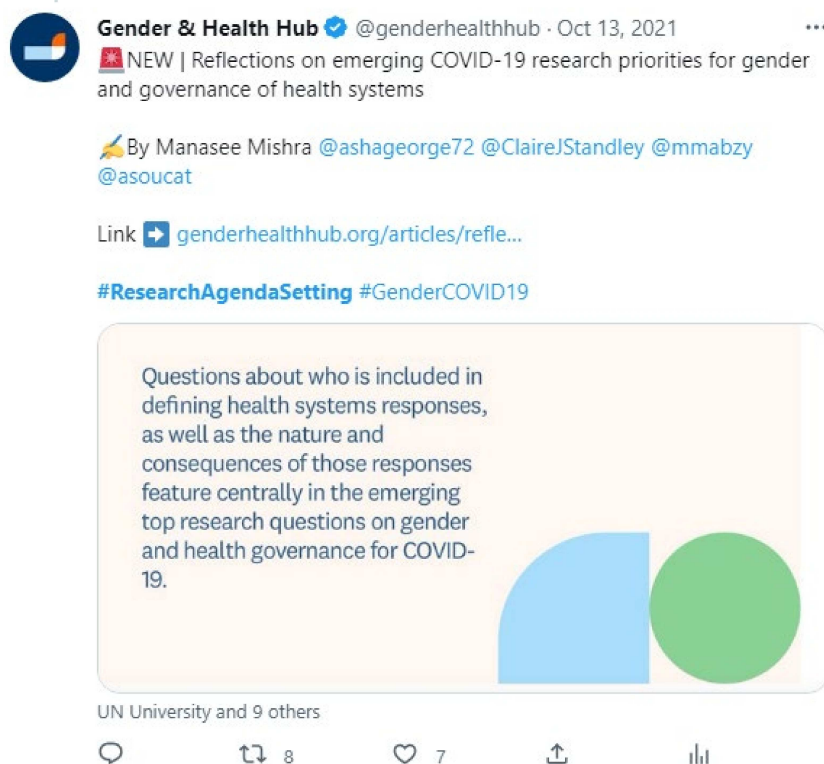 Gender & Health Hub @genderhealthhub · Oct 13, 2021
NEW | Reflections on emerging COVID-19 research priorities for gender
and governance of health systems
By Manasee Mishra @ashageorge72 @ClaireJStandley @mmabzy
@asoucat
Link genderhealthhub.org/articles/refle...
#ResearchAgendaSetting #GenderCOVID19
Questions about who is included in
defining health systems responses,
as well as the nature and
consequences of those responses
feature centrally in the emerging
top research questions on gender
and health governance for COVID-
19.
UN University and 9 others
8 7